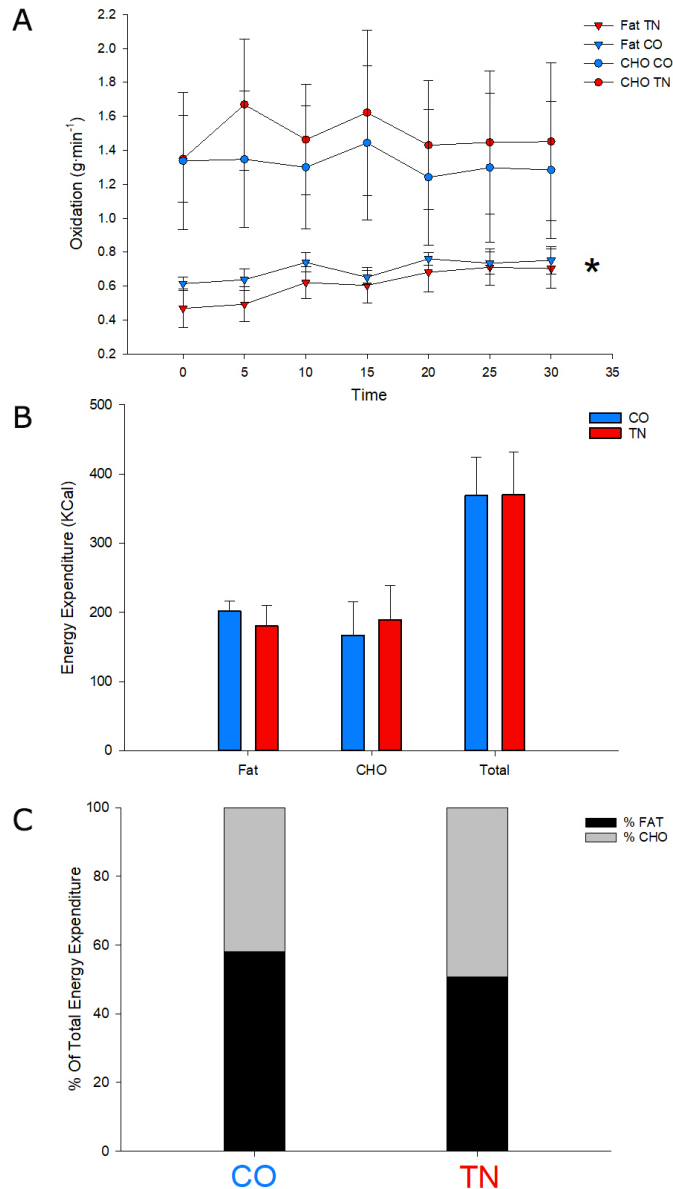 A
Fat TN
Fat CO
CHO CO
CHO TN
Oxidation (g·min⁻¹)
2.2
2.0
1.8
1.6
1.4
1.2
1.0
0.8
0.6
0.4
0.2
*
0 5 10 15 20 25 30 35
Time
B
CO
TN
Energy Expenditure (KCal)
500
400
300
200
100
0
Fat CHO Total
C
% FAT
% CHO
% Of Total Energy Expenditure
100
80
60
40
20
0
CO TN